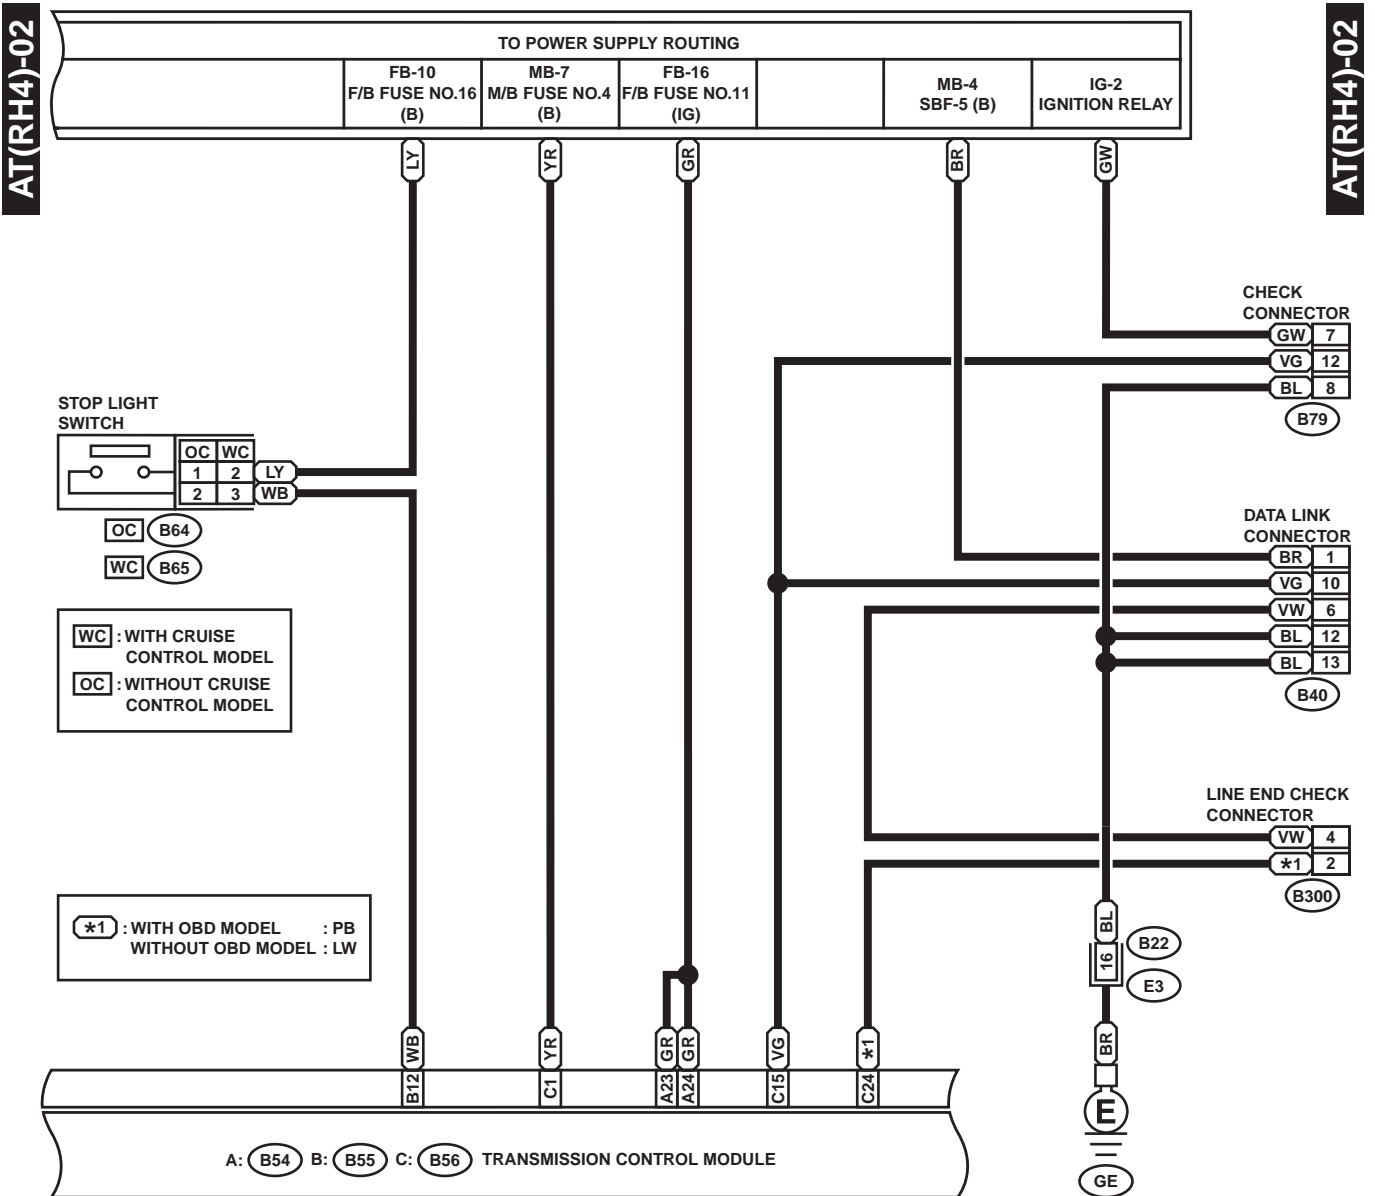 AT(RH4)-02
AT(RH4)-02
TO POWER SUPPLY ROUTING
FB-10
F/B FUSE NO.16
(B)
MB-7
M/B FUSE NO.4
(B)
FB-16
F/B FUSE NO.11
(IG)
MB-4
SBF-5 (B)
IG-2
IGNITION RELAY
LY
YR
GR
BR
GW
CHECK
CONNECTOR
GW 7
VG 12
BL 8
B79
STOP LIGHT
SWITCH
OC WC
1 2 LY
2 3 WB
OC B64
WC B65
DATA LINK
CONNECTOR
BR 1
VG 10
VW 6
BL 12
BL 13
B40
WC : WITH CRUISE
CONTROL MODEL
OC : WITHOUT CRUISE
CONTROL MODEL
LINE END CHECK
CONNECTOR
VW 4
*1 2
B300
*1 : WITH OBD MODEL : PB
WITHOUT OBD MODEL : LW
BL
16
B22
E3
BR
E
GE
WB
YR
GR
GR
VG
*1
B12
C1
A23
A24
C15
C24
A: B54 B: B55 C: B56 TRANSMISSION CONTROL MODULE